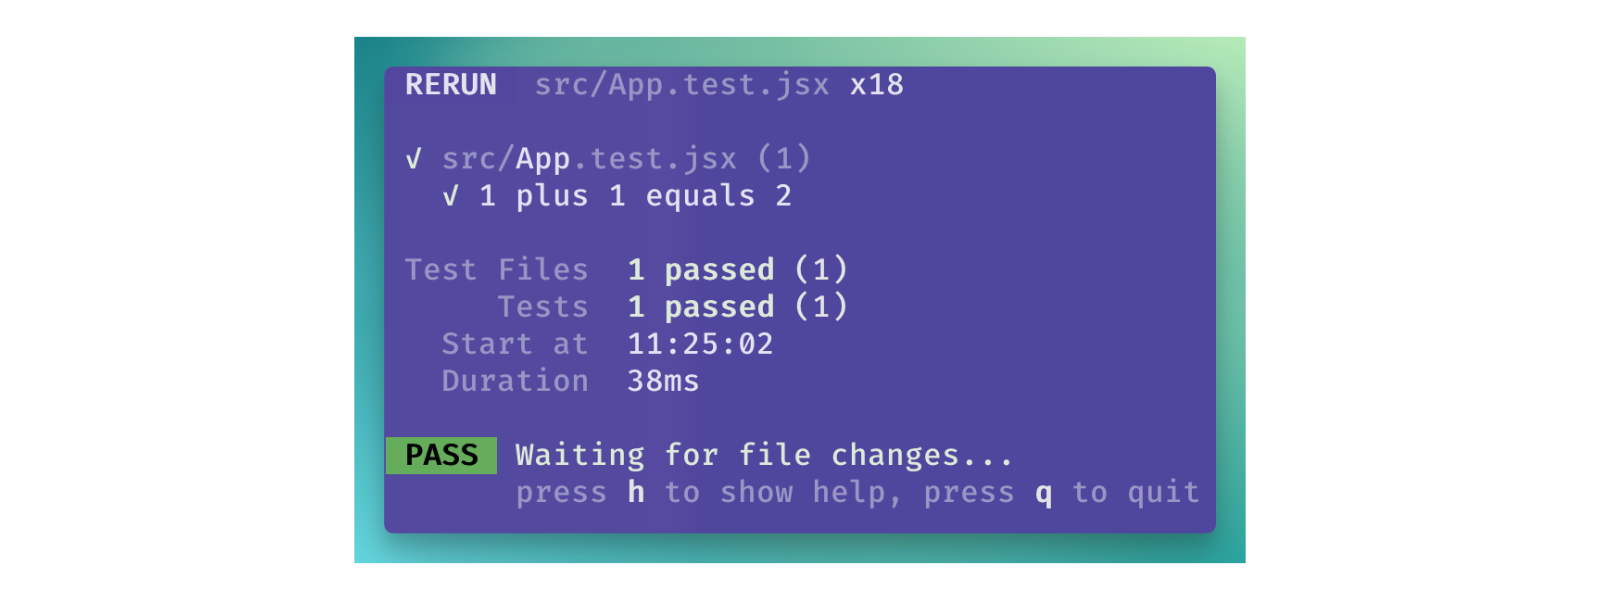 RERUN src/App.test.jsx x18
√ src/App.test.jsx (1)
√ 1 plus 1 equals 2
Test Files 1 passed (1)
Tests 1 passed (1)
Start at 11:25:02
Duration 38ms
PASS Waiting for file changes...
press h to show help, press q to quit